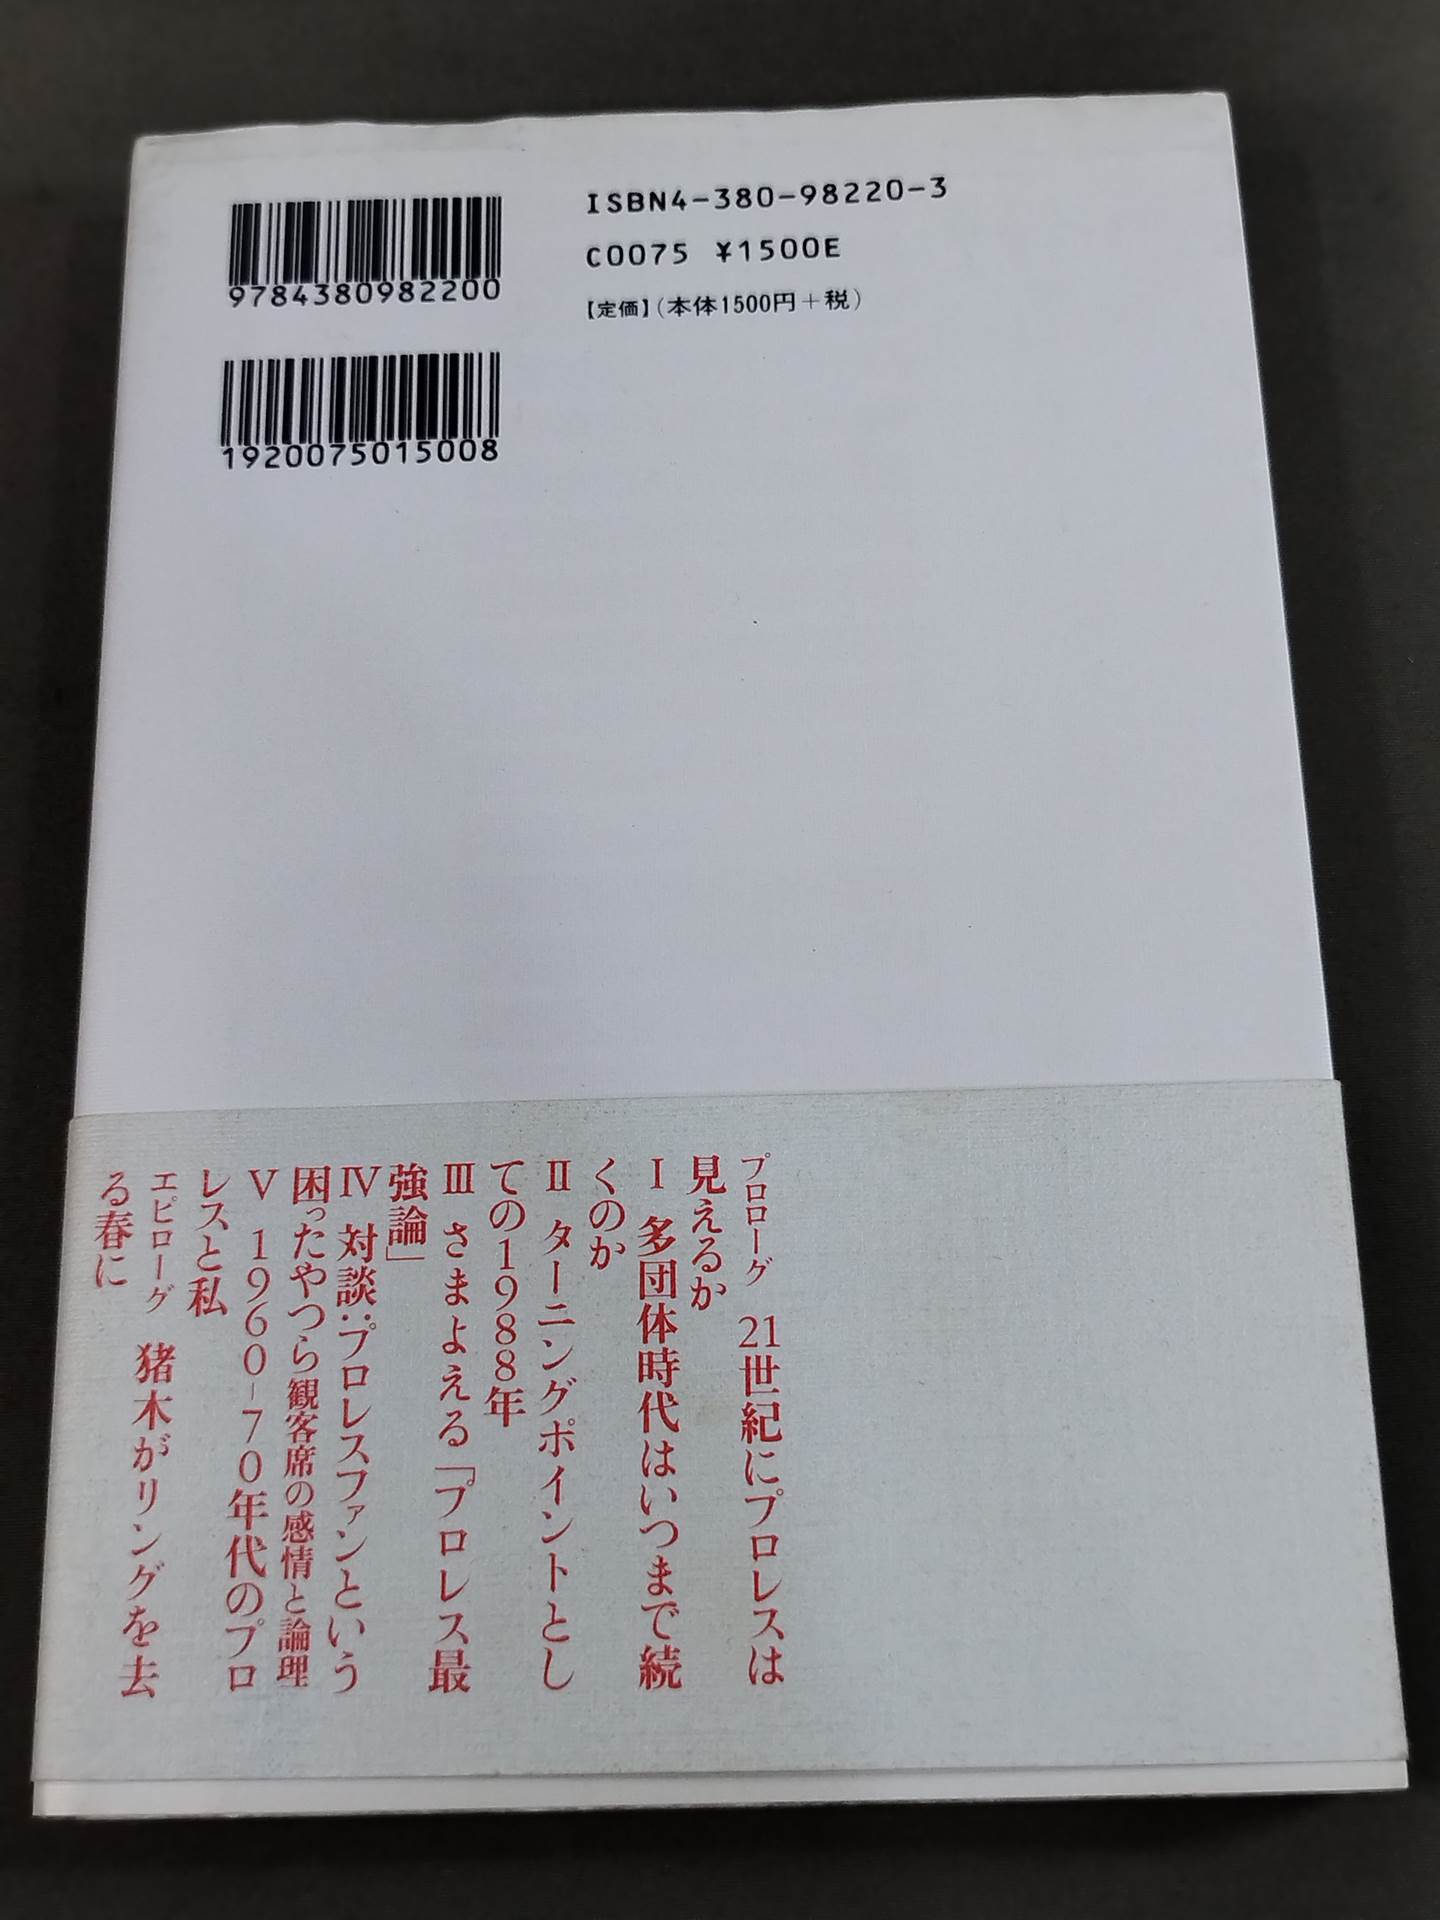 ISBN4-380-98220-3
C0075 ¥1500E
【定価】(本体1500円+税)
9784380982200
1920075015008
プロローグ 21世紀にプロレスは
見えるか
Ⅰ 多団体時代はいつまで続
くのか
Ⅱ ターニングポイントとし
ての1988年
Ⅲ さまよえる「プロレス最
強論」
Ⅳ 対談:プロレスファンという
困ったやつら観客席の感情と論理
Ⅴ 1960-70年代のプロ
レスと私
エピローグ 猪木がリングを去
る春に